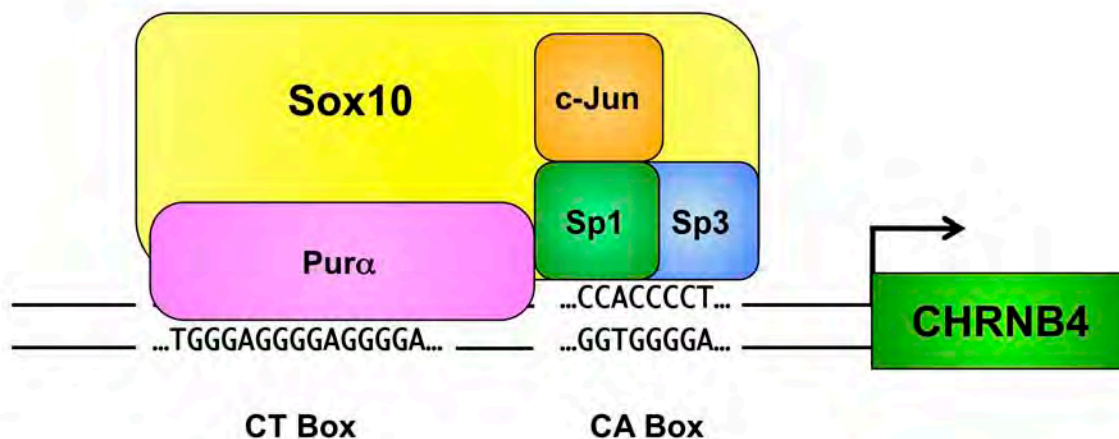 Sox10
c-Jun
Sp1
Sp3
Purα
...CCACCCCT...
...TGGGAGGGGAGGGGA...
...GGTGGGGA...
CHRNB4
CT Box
CA Box